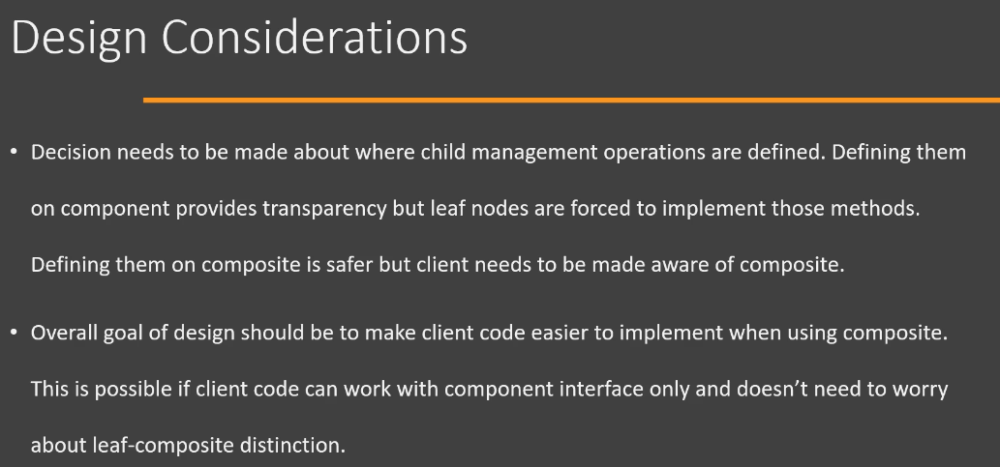 Design Considerations
• Decision needs to be made about where child management operations are defined. Defining them
on component provides transparency but leaf nodes are forced to implement those methods.
Defining them on composite is safer but client needs to be made aware of composite.
• Overall goal of design should be to make client code easier to implement when using composite.
This is possible if client code can work with component interface only and doesn’t need to worry
about leaf-composite distinction.